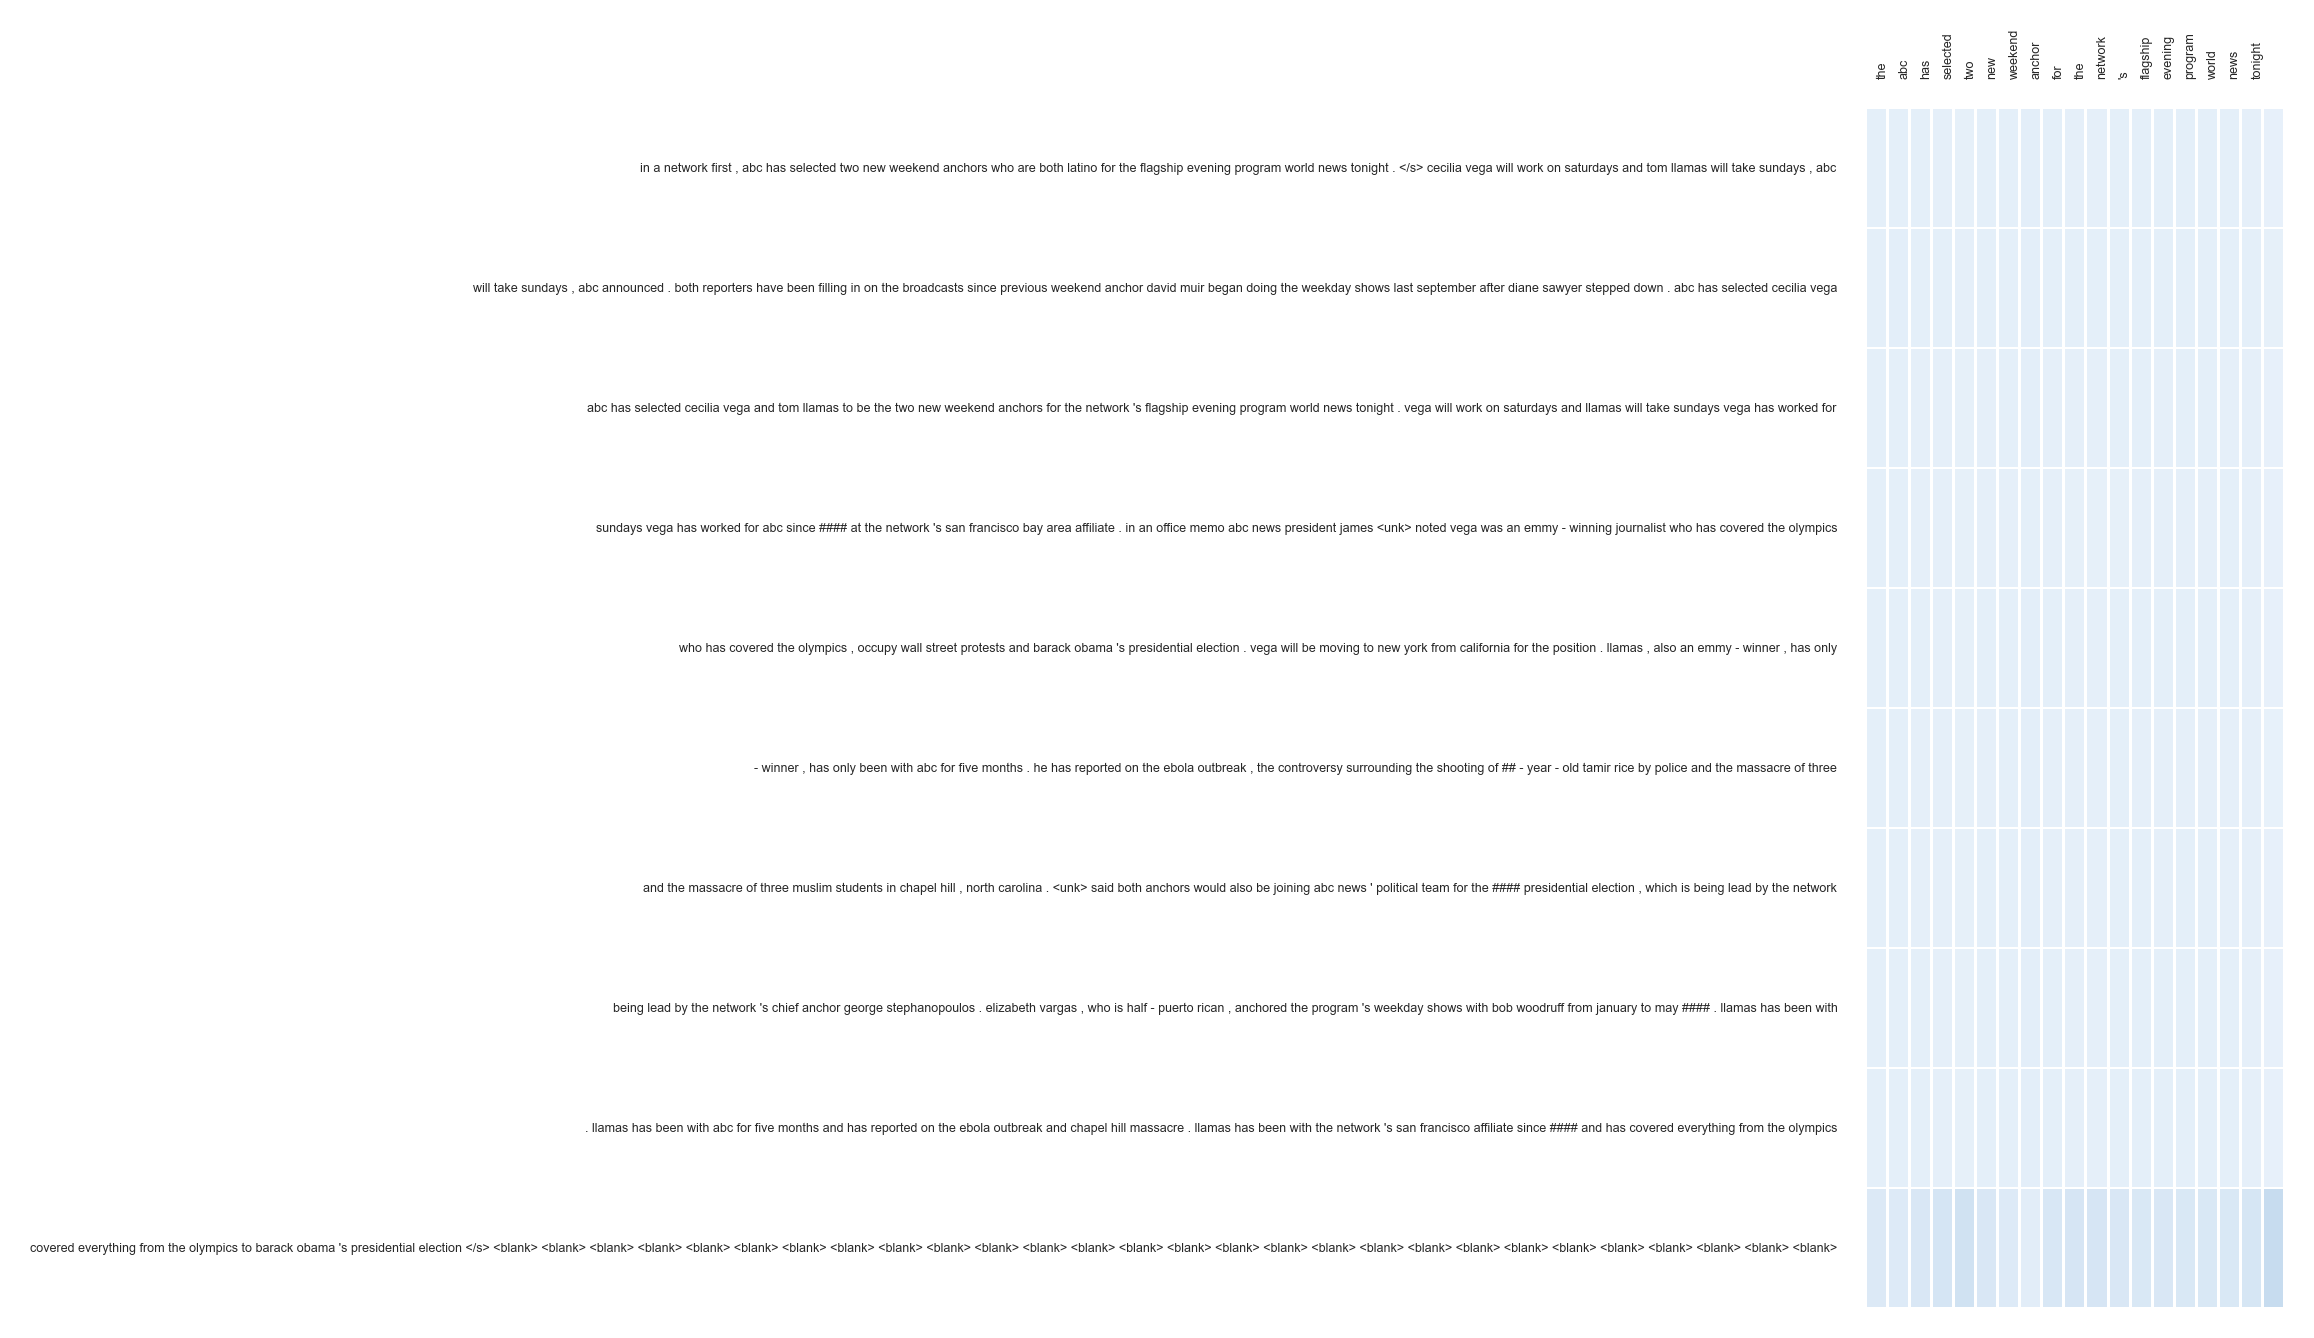 the
abc
has
selected
two
new
weekend
anchor
for
the
network
's
flagship
evening
program
world
news
tonight
in a network first , abc has selected two new weekend anchors who are both latino for the flagship evening program world news tonight . </s> cecilia vega will work on saturdays and tom llamas will take sundays , abc
will take sundays , abc announced . both reporters have been filling in on the broadcasts since previous weekend anchor david muir began doing the weekday shows last september after diane sawyer stepped down . abc has selected cecilia vega
abc has selected cecilia vega and tom llamas to be the two new weekend anchors for the network 's flagship evening program world news tonight . vega will work on saturdays and llamas will take sundays vega has worked for
sundays vega has worked for abc since #### at the network 's san francisco bay area affiliate . in an office memo abc news president james <unk> noted vega was an emmy - winning journalist who has covered the olympics
who has covered the olympics , occupy wall street protests and barack obama 's presidential election . vega will be moving to new york from california for the position . llamas , also an emmy - winner , has only
- winner , has only been with abc for five months . he has reported on the ebola outbreak , the controversy surrounding the shooting of ## - year - old tamir rice by police and the massacre of three
and the massacre of three muslim students in chapel hill , north carolina . <unk> said both anchors would also be joining abc news ' political team for the #### presidential election , which is being lead by the network
being lead by the network 's chief anchor george stephanopoulos . elizabeth vargas , who is half - puerto rican , anchored the program 's weekday shows with bob woodruff from january to may #### . llamas has been with
. llamas has been with abc for five months and has reported on the ebola outbreak and chapel hill massacre . llamas has been with the network 's san francisco affiliate since #### and has covered everything from the olympics
covered everything from the olympics to barack obama 's presidential election </s> <blank> <blank> <blank> <blank> <blank> <blank> <blank> <blank> <blank> <blank> <blank> <blank> <blank> <blank> <blank> <blank> <blank> <blank> <blank> <blank> <blank> <blank> <blank> <blank> <blank> <blank> <blank> <blank>